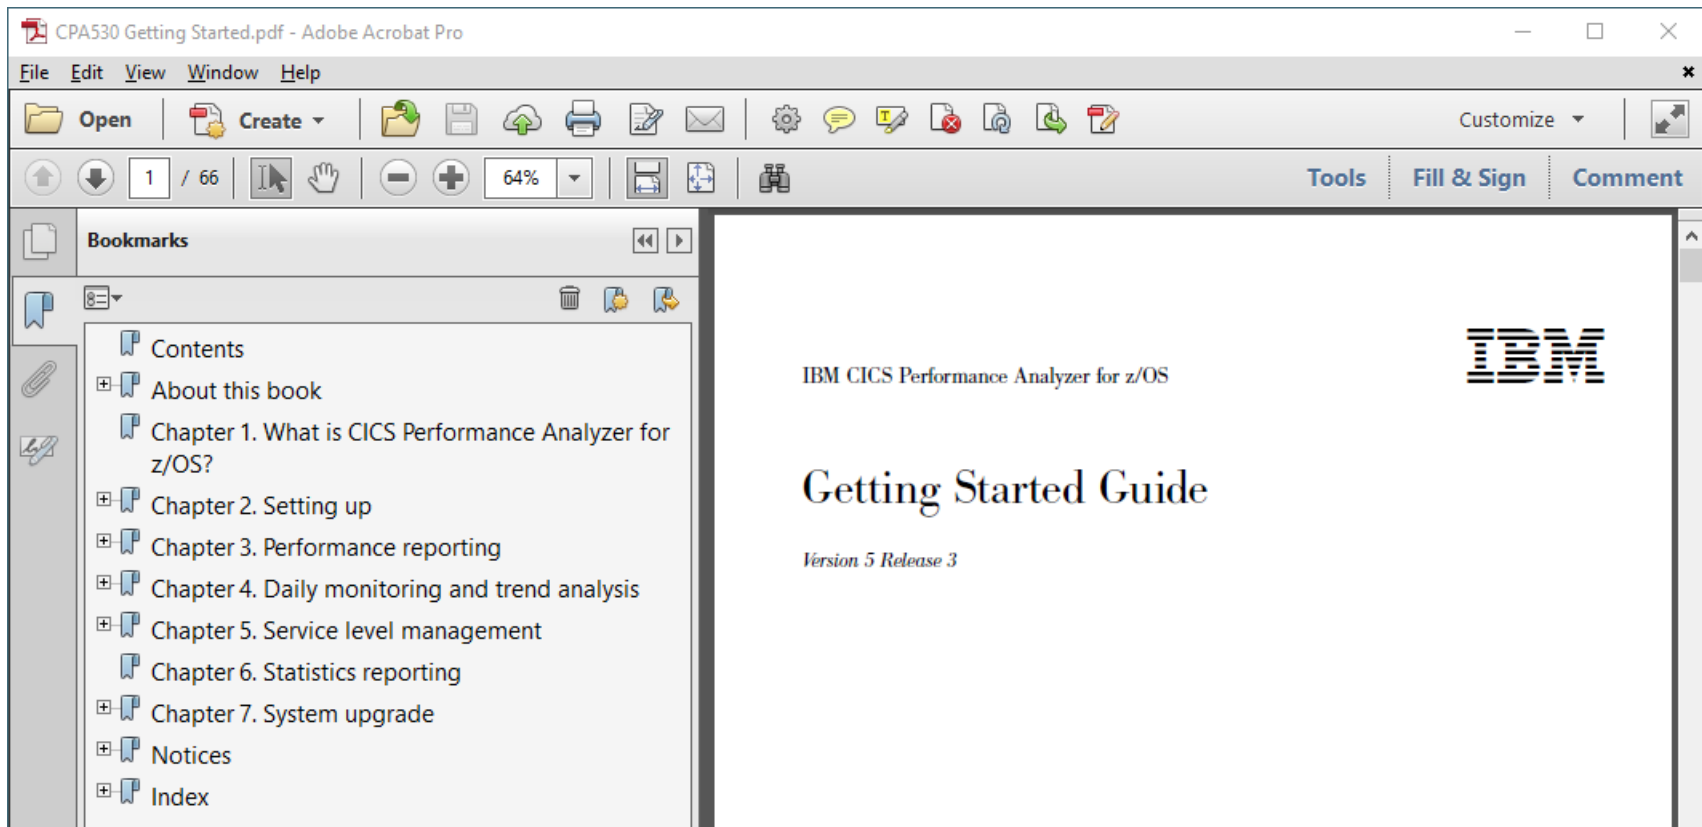 CPA530 Getting Started.pdf - Adobe Acrobat Pro
File Edit View Window Help
Open Create Customize
1 / 66 64% Tools Fill & Sign Comment
Bookmarks
Contents
About this book
Chapter 1. What is CICS Performance Analyzer for
z/OS?
Chapter 2. Setting up
Chapter 3. Performance reporting
Chapter 4. Daily monitoring and trend analysis
Chapter 5. Service level management
Chapter 6. Statistics reporting
Chapter 7. System upgrade
Notices
Index
IBM
IBM CICS Performance Analyzer for z/OS
Getting Started Guide
Version 5 Release 3